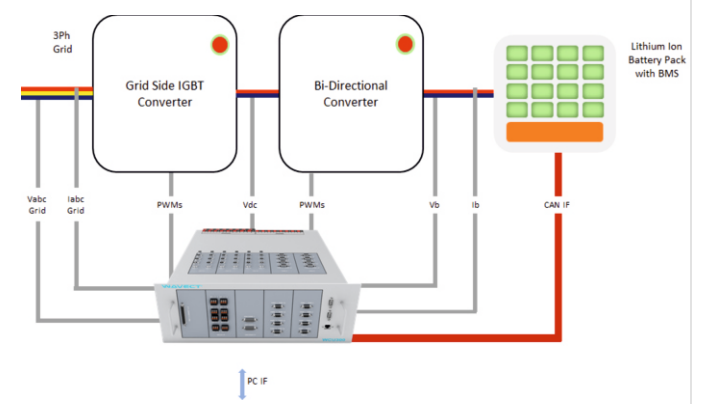 3Ph
Grid
Grid Side IGBT
Converter
Bi-Directional
Converter
Lithium Ion
Battery Pack
with BMS
Vabc
Grid
Iabc
Grid
PWMs
Vdc
PWMs
Vb
Ib
CAN IF
PC IF